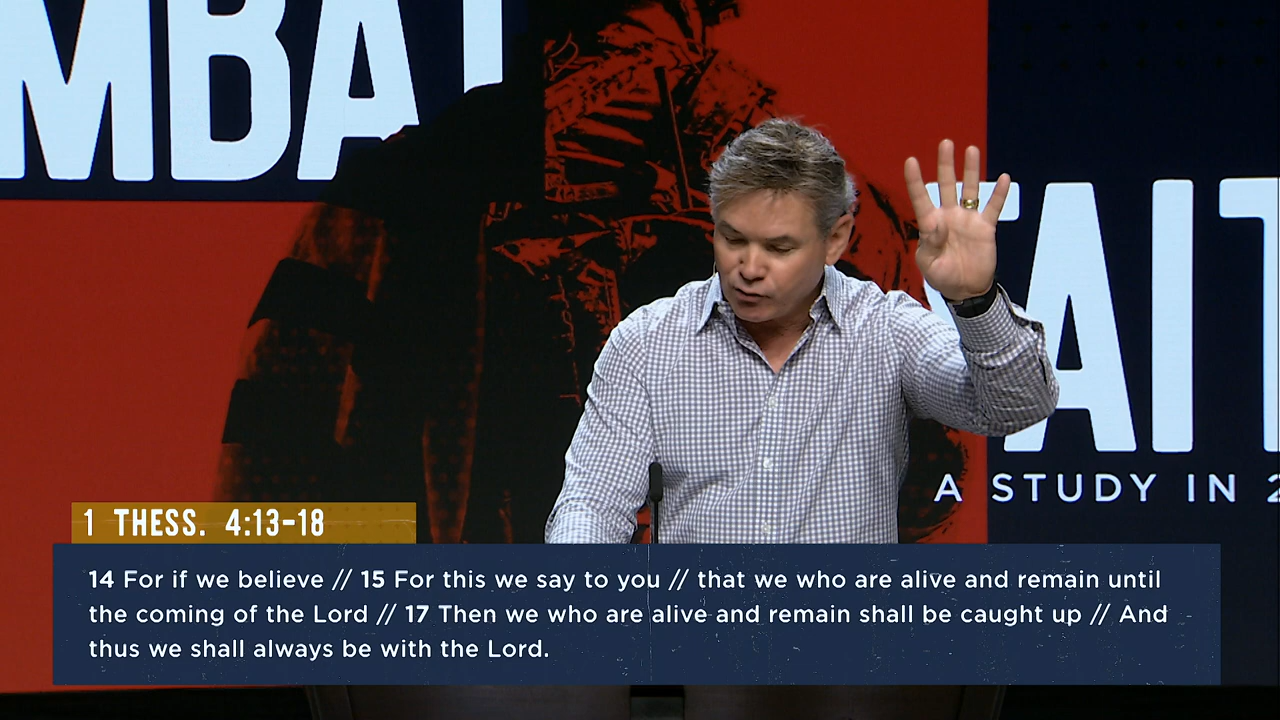 MBAT
FAIT
A STUDY IN 2
1 THESS. 4:13-18
14 For if we believe // 15 For this we say to you // that we who are alive and remain until
the coming of the Lord // 17 Then we who are alive and remain shall be caught up // And
thus we shall always be with the Lord.